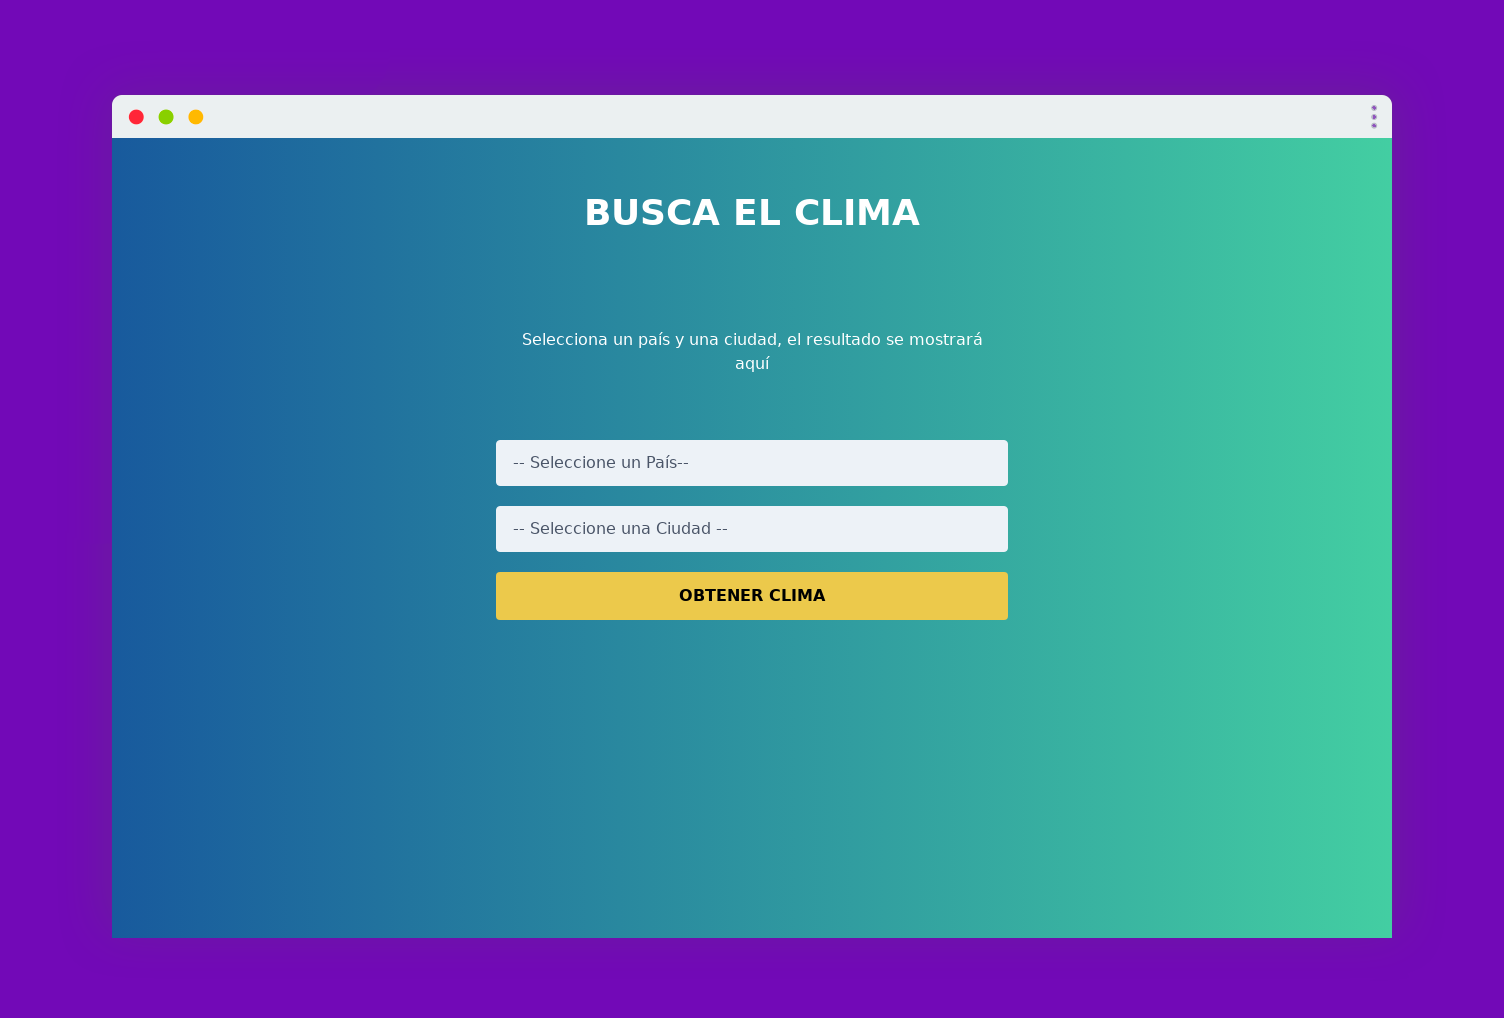 BUSCA EL CLIMA
Selecciona un país y una ciudad, el resultado se mostrará
aquí
-- Seleccione un País--
-- Seleccione una Ciudad --
OBTENER CLIMA